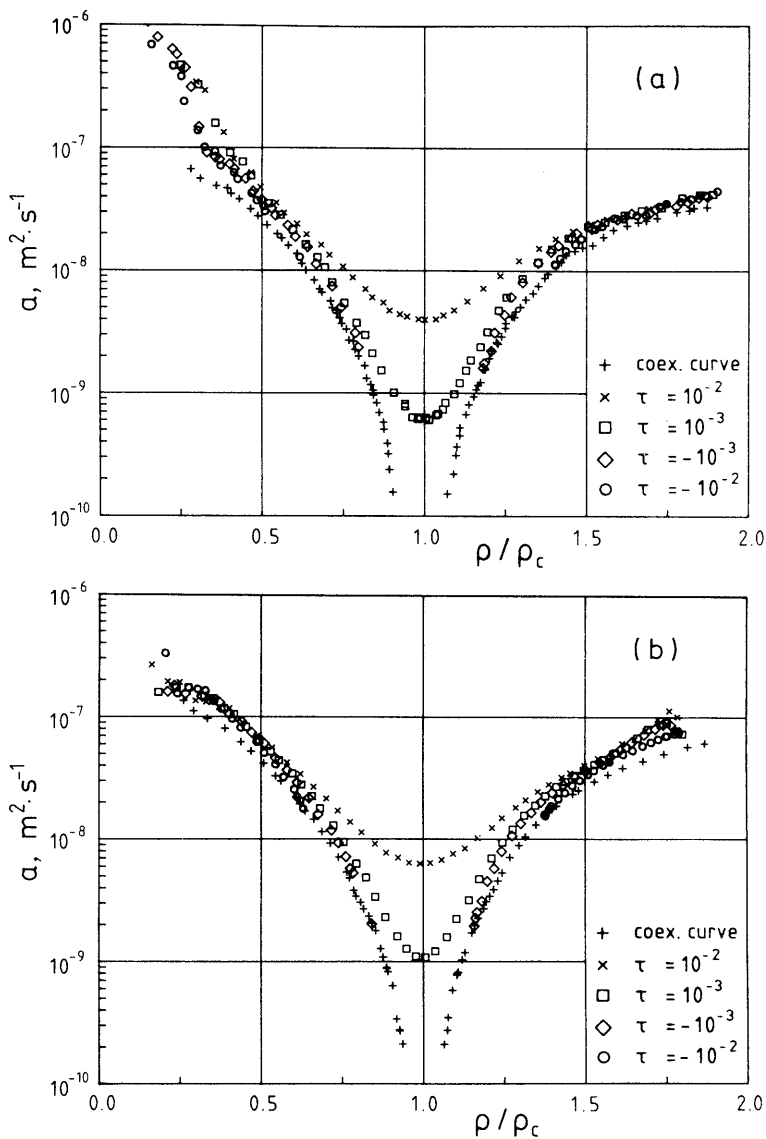 10⁻⁶
(a)
10⁻⁷
a, m²·s⁻¹
10⁻⁸
+ coex. curve
× τ = 10⁻²
10⁻⁹
□ τ = 10⁻³
◇ τ = -10⁻³
○ τ = -10⁻²
10⁻¹⁰
0.0 0.5 1.0 1.5 2.0
ρ/ρc
10⁻⁶
(b)
10⁻⁷
a, m²·s⁻¹
10⁻⁸
+ coex. curve
10⁻⁹
× τ = 10⁻²
□ τ = 10⁻³
◇ τ = -10⁻³
○ τ = -10⁻²
10⁻¹⁰
0.0 0.5 1.0 1.5 2.0
ρ/ρc